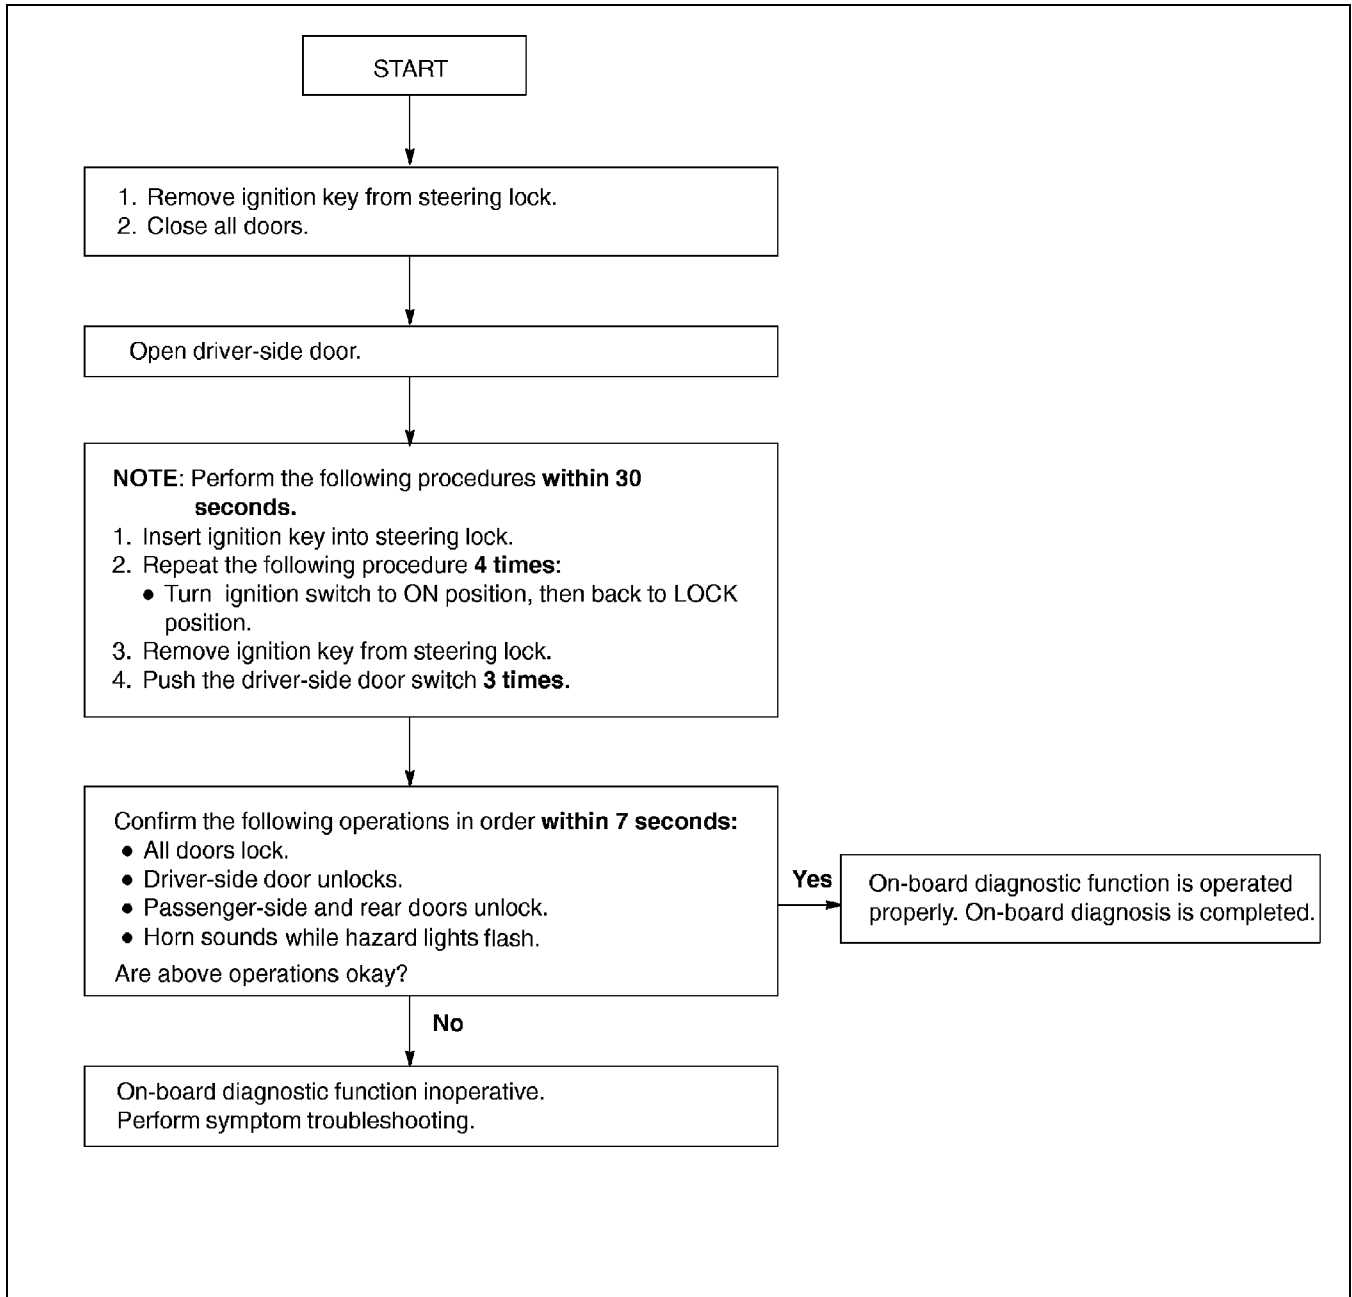 START
1. Remove ignition key from steering lock.
2. Close all doors.
Open driver-side door.
NOTE: Perform the following procedures within 30
seconds.
1. Insert ignition key into steering lock.
2. Repeat the following procedure 4 times:
● Turn ignition switch to ON position, then back to LOCK
position.
3. Remove ignition key from steering lock.
4. Push the driver-side door switch 3 times.
Confirm the following operations in order within 7 seconds:
● All doors lock.
● Driver-side door unlocks.
● Passenger-side and rear doors unlock.
● Horn sounds while hazard lights flash.
Are above operations okay?
Yes
On-board diagnostic function is operated
properly. On-board diagnosis is completed.
No
On-board diagnostic function inoperative.
Perform symptom troubleshooting.